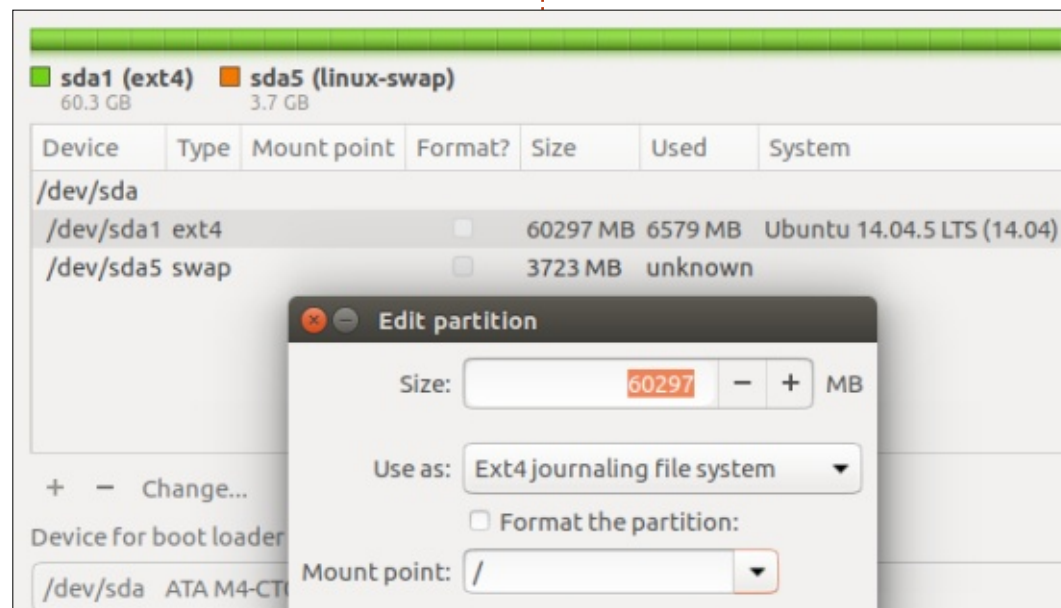 sda1 (ext4) sda5 (linux-swap)
60.3 GB 3.7 GB
Device Type Mount point Format? Size Used System
/dev/sda
/dev/sda1 ext4 60297 MB 6579 MB Ubuntu 14.04.5 LTS (14.04)
/dev/sda5 swap 3723 MB unknown
Edit partition
Size: 60297 − + MB
Use as: Ext4 journaling file system
+ − Change...
Format the partition:
Device for boot loader
Mount point: /
/dev/sda ATA